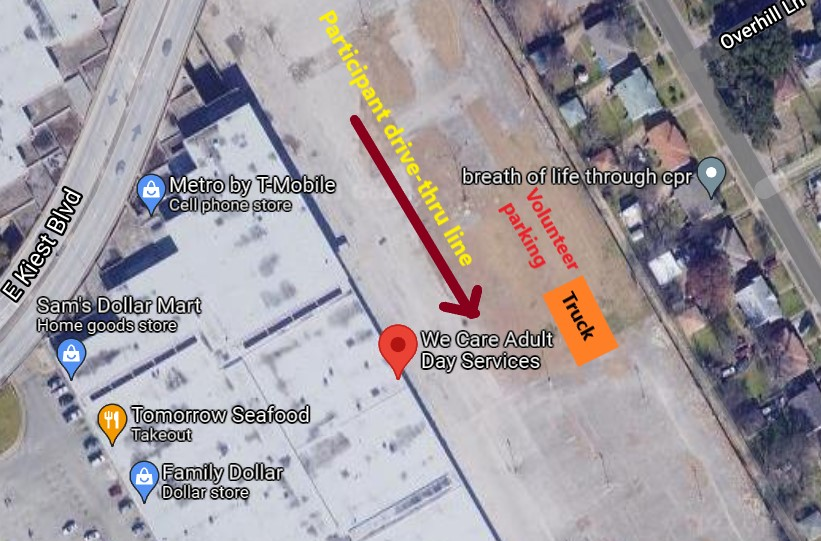 Overhill Ln
Participant drive-thru line
breath of life through cpr
Metro by T-Mobile
Cell phone store
Volunteer
parking
E Kiest Blvd
Sam's Dollar Mart
Home goods store
Truck
We Care Adult
Day Services
Tomorrow Seafood
Takeout
Family Dollar
Dollar store